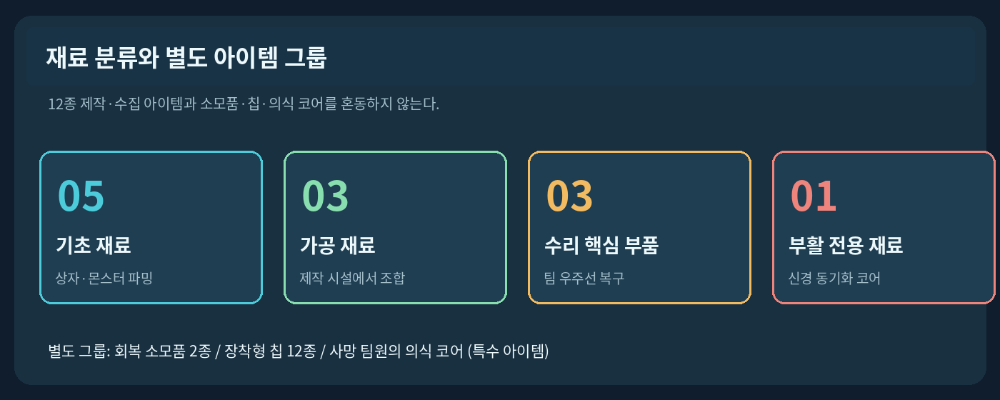 재료 분류와 별도 아이템 그룹
12종 제작·수집 아이템과 소모품·칩·의식 코어를 혼동하지 않는다.
05
기초 재료
상자·몬스터 파밍
03
가공 재료
제작 시설에서 조합
03
수리 핵심 부품
팀 우주선 복구
01
부활 전용 재료
신경 동기화 코어
별도 그룹: 회복 소모품 2종 / 장착형 칩 12종 / 사망 팀원의 의식 코어 (특수 아이템)